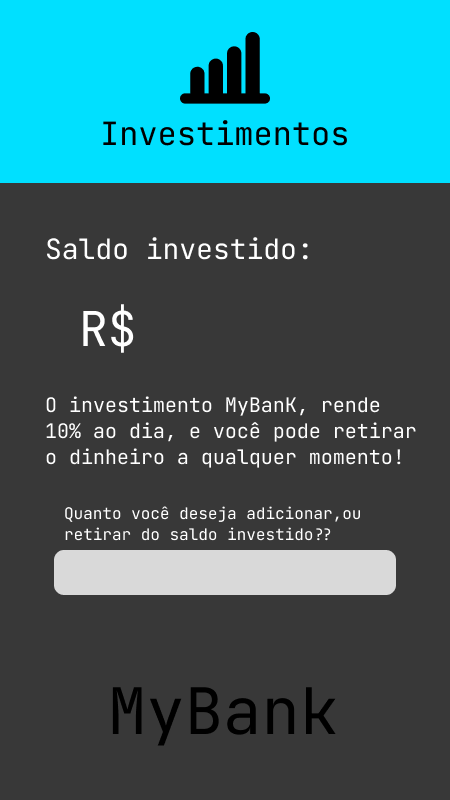 Investimentos
Saldo investido:
R$
O investimento MyBanK, rende
10% ao dia, e você pode retirar
o dinheiro a qualquer momento!
Quanto você deseja adicionar,ou
retirar do saldo investido??
MyBank